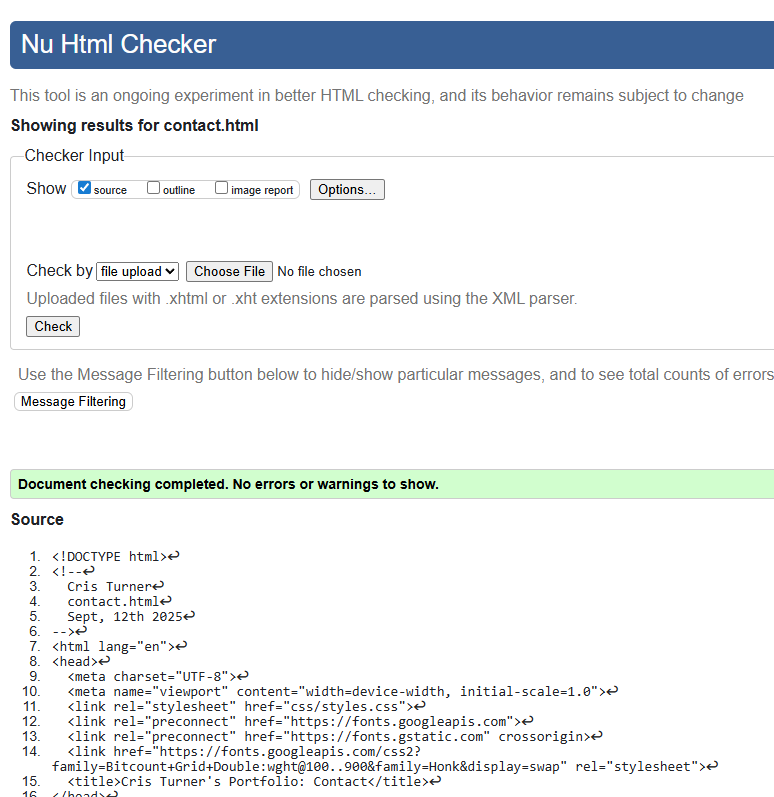 Nu Html Checker
This tool is an ongoing experiment in better HTML checking, and its behavior remains subject to change
Showing results for contact.html
Checker Input
Show source outline image report Options...
Check by file upload Choose File No file chosen
Uploaded files with .xhtml or .xht extensions are parsed using the XML parser.
Check
Use the Message Filtering button below to hide/show particular messages, and to see total counts of errors
Message Filtering
Document checking completed. No errors or warnings to show.
Source
1. <!DOCTYPE html>↩
2. <!--↩
3.   Cris Turner↩
4.   contact.html↩
5.   Sept, 12th 2025↩
6. -->↩
7. <html lang="en">↩
8. <head>↩
9.   <meta charset="UTF-8">↩
10.   <meta name="viewport" content="width=device-width, initial-scale=1.0">↩
11.   <link rel="stylesheet" href="css/styles.css">↩
12.   <link rel="preconnect" href="https://fonts.googleapis.com">↩
13.   <link rel="preconnect" href="https://fonts.gstatic.com" crossorigin>↩
14.   <link href="https://fonts.googleapis.com/css2?
family=Bitcount+Grid+Double:wght@100..900&family=Honk&display=swap" rel="stylesheet">↩
15.   <title>Cris Turner's Portfolio: Contact</title>↩
16. </head>↩